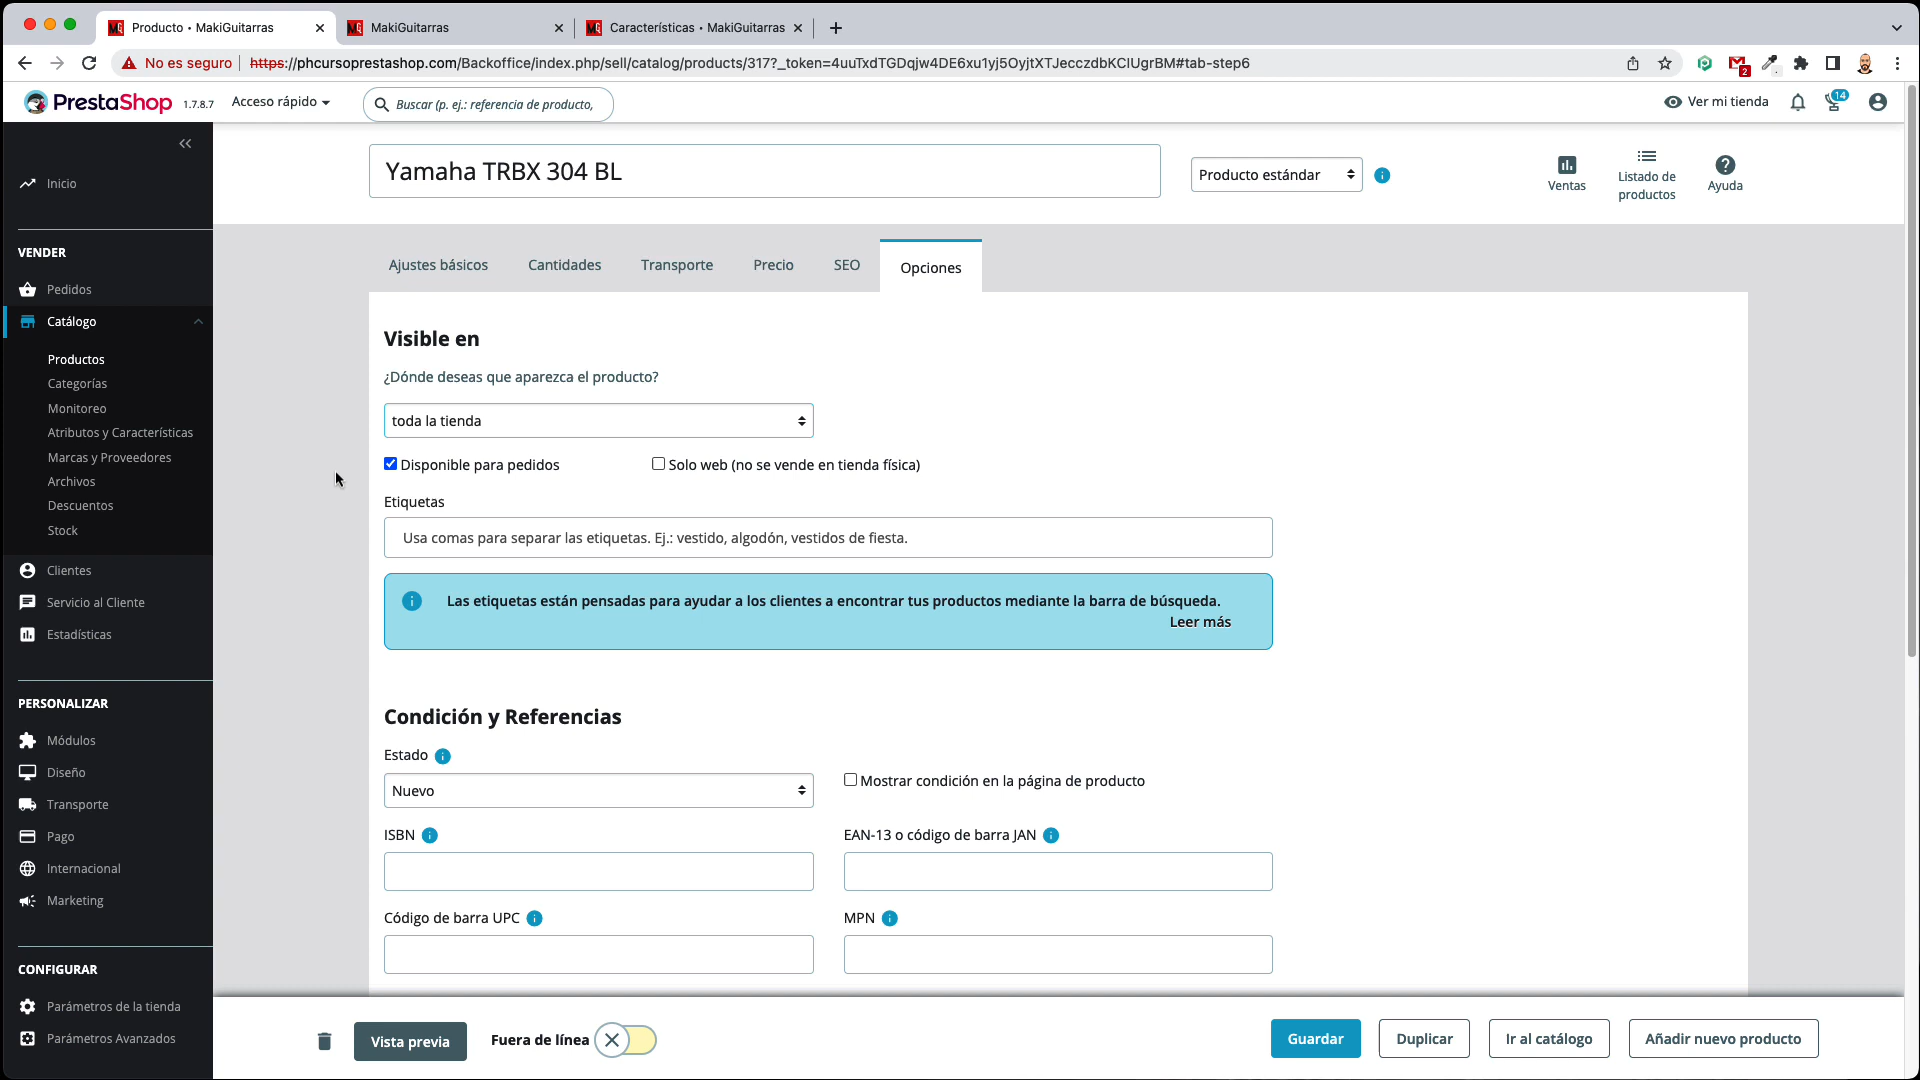 Producto • MakiGuitarras
MakiGuitarras
Características • MakiGuitarras
No es seguro
https://phcursoprestashop.com/Backoffice/index.php/sell/catalog/products/317?_token=4uuTxdTGDqjw4DE6xu1yj5OyjtXTJecczdbKCIUgrBM#tab-step6
2
PrestaShop 1.7.8.7
Acceso rápido
Buscar (p. ej.: referencia de producto,
Ver mi tienda
14
Inicio
VENDER
Pedidos
Catálogo
Productos
Categorías
Monitoreo
Atributos y Características
Marcas y Proveedores
Archivos
Descuentos
Stock
Clientes
Servicio al Cliente
Estadísticas
PERSONALIZAR
Módulos
Diseño
Transporte
Pago
Internacional
Marketing
CONFIGURAR
Parámetros de la tienda
Parámetros Avanzados
Yamaha TRBX 304 BL
Producto estándar
Ventas
Listado de
productos
Ayuda
Ajustes básicos
Cantidades
Transporte
Precio
SEO
Opciones
Visible en
¿Dónde deseas que aparezca el producto?
toda la tienda
Disponible para pedidos
Solo web (no se vende en tienda física)
Etiquetas
Usa comas para separar las etiquetas. Ej.: vestido, algodón, vestidos de fiesta.
Las etiquetas están pensadas para ayudar a los clientes a encontrar tus productos mediante la barra de búsqueda.
Leer más
Condición y Referencias
Estado
Nuevo
Mostrar condición en la página de producto
ISBN
EAN-13 o código de barra JAN
Código de barra UPC
MPN
Vista previa
Fuera de línea
Guardar
Duplicar
Ir al catálogo
Añadir nuevo producto